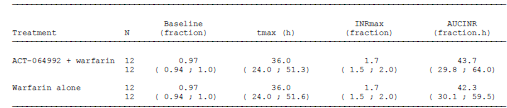 Baseline tmax (h) INRmax AUCINR
Treatment N (fraction) (fraction) (fraction.h)
ACT-064992 + warfarin 12 0.97 36.0 1.7 43.7
12 ( 0.94 ; 1.0) ( 24.0 ; 51.3) ( 1.5 ; 2.0) ( 29.8 ; 64.0)
Warfarin alone 12 0.97 36.0 1.7 42.3
12 ( 0.94 ; 1.0) ( 24.0 ; 51.6) ( 1.5 ; 2.0) ( 30.1 ; 59.5)